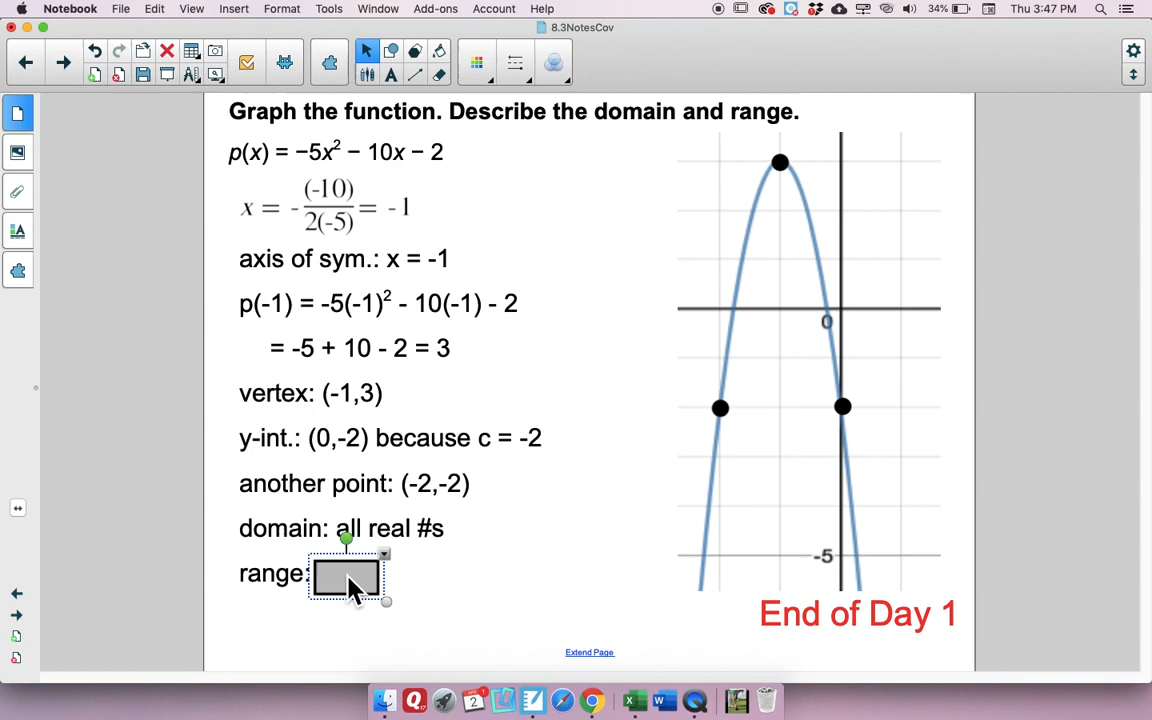 Notebook File Edit View Insert Format Tools Window Add-ons Account Help 34% Thu 3:47 PM
8.3NotesCov
Graph the function. Describe the domain and range.
p(x) = −5x² − 10x − 2
x = - (-10)/2(-5) = - 1
axis of sym.: x = -1
p(-1) = -5(-1)² - 10(-1) - 2
= -5 + 10 - 2 = 3
vertex: (-1,3)
y-int.: (0,-2) because c = -2
another point: (-2,-2)
domain: all real #s
range:
0
-5
End of Day 1
Extend Page